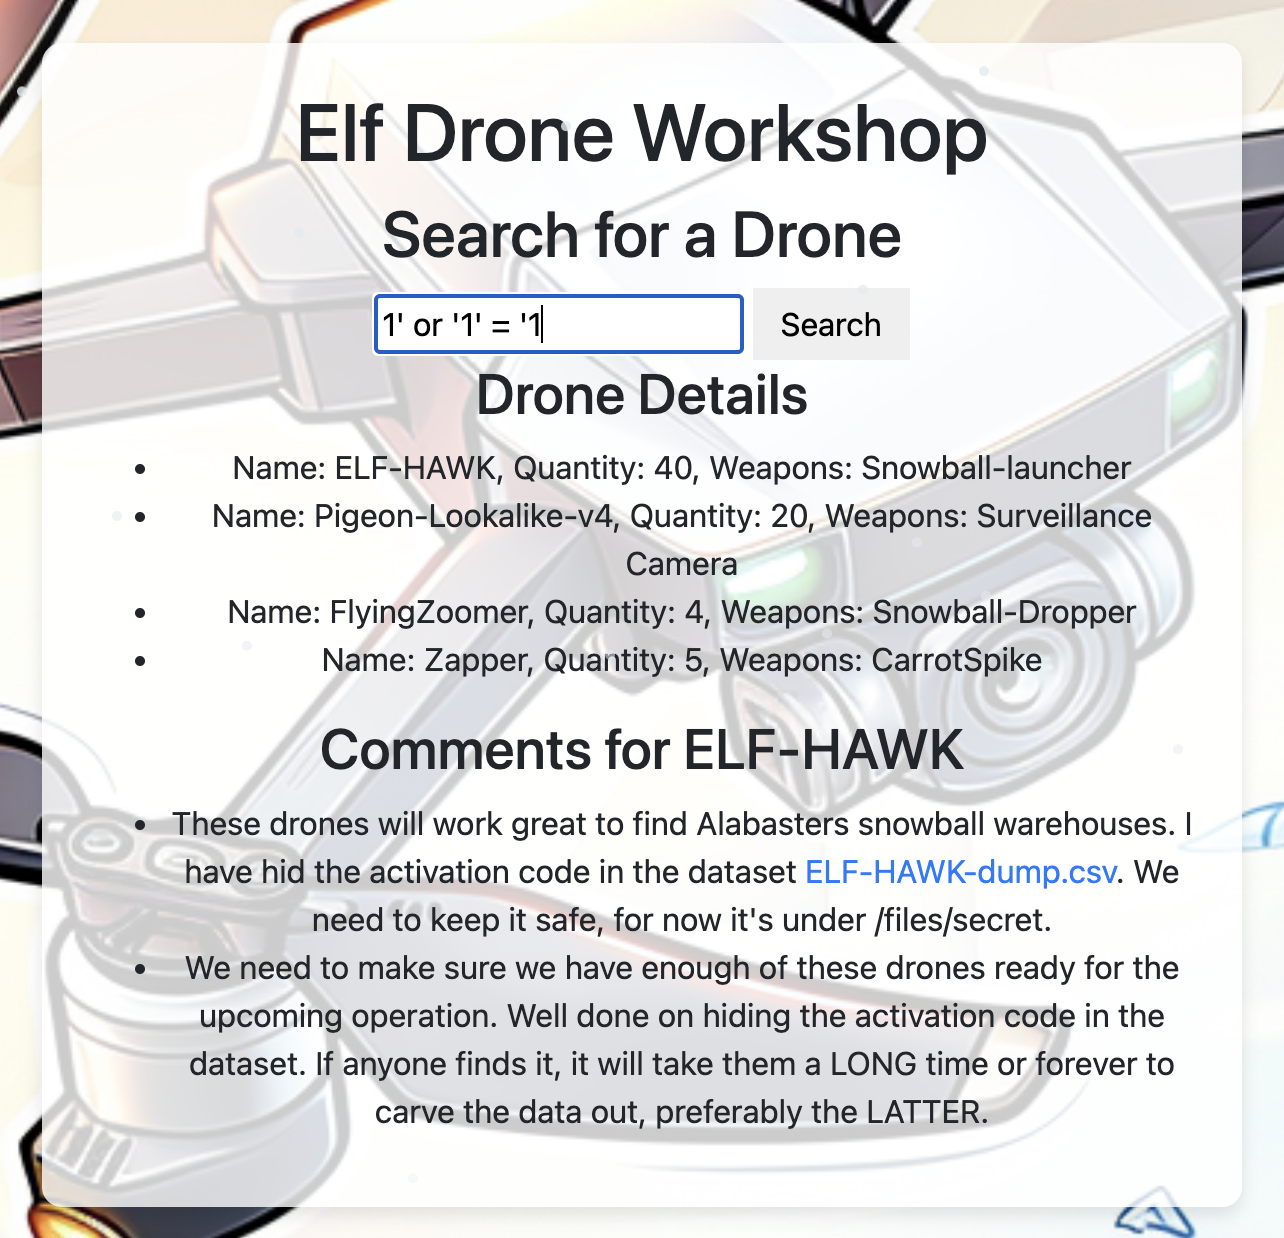 Elf Drone Workshop
Search for a Drone
1' or '1' = '1
Search
Drone Details
• Name: ELF-HAWK, Quantity: 40, Weapons: Snowball-launcher
• Name: Pigeon-Lookalike-v4, Quantity: 20, Weapons: Surveillance
Camera
• Name: FlyingZoomer, Quantity: 4, Weapons: Snowball-Dropper
• Name: Zapper, Quantity: 5, Weapons: CarrotSpike
Comments for ELF-HAWK
• These drones will work great to find Alabasters snowball warehouses. I
have hid the activation code in the dataset ELF-HAWK-dump.csv. We
need to keep it safe, for now it's under /files/secret.
• We need to make sure we have enough of these drones ready for the
upcoming operation. Well done on hiding the activation code in the
dataset. If anyone finds it, it will take them a LONG time or forever to
carve the data out, preferably the LATTER.